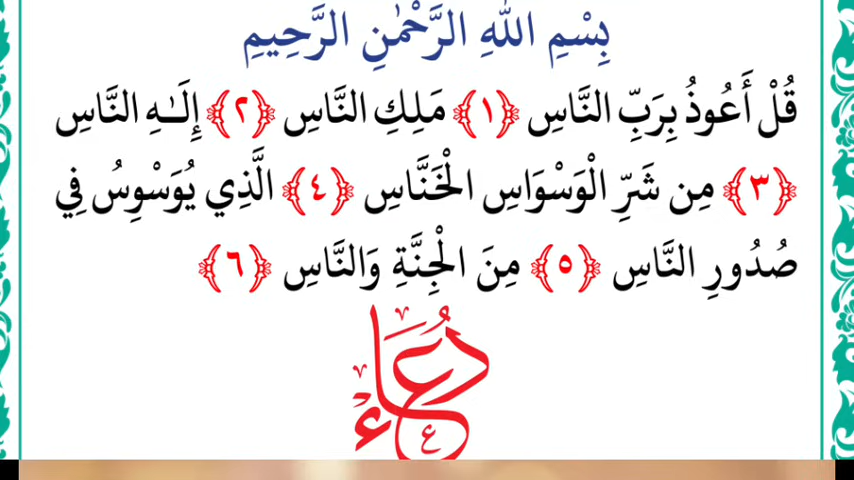 بِسْمِ اللَّهِ الرَّحْمَٰنِ الرَّحِيمِ
قُلْ أَعُوذُ بِرَبِّ النَّاسِ ﴿١﴾ مَلِكِ النَّاسِ ﴿٢﴾ إِلَـٰهِ النَّاسِ
﴿٣﴾ مِن شَرِّ الْوَسْوَاسِ الْخَنَّاسِ ﴿٤﴾ الَّذِي يُوَسْوِسُ فِي
صُدُورِ النَّاسِ ﴿٥﴾ مِنَ الْجِنَّةِ وَالنَّاسِ ﴿٦﴾
دُعَاء